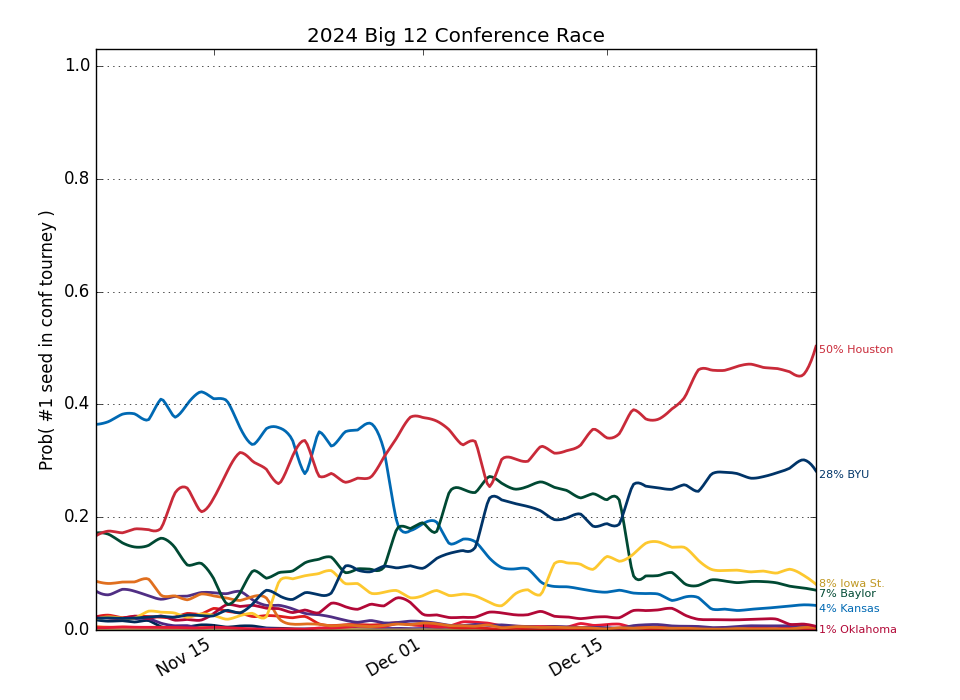 2024 Big 12 Conference Race
Prob( #1 seed in conf tourney )
1.0
0.8
0.6
0.4
0.2
0.0
Nov 15
Dec 01
Dec 15
50% Houston
28% BYU
8% Iowa St.
7% Baylor
4% Kansas
1% Oklahoma